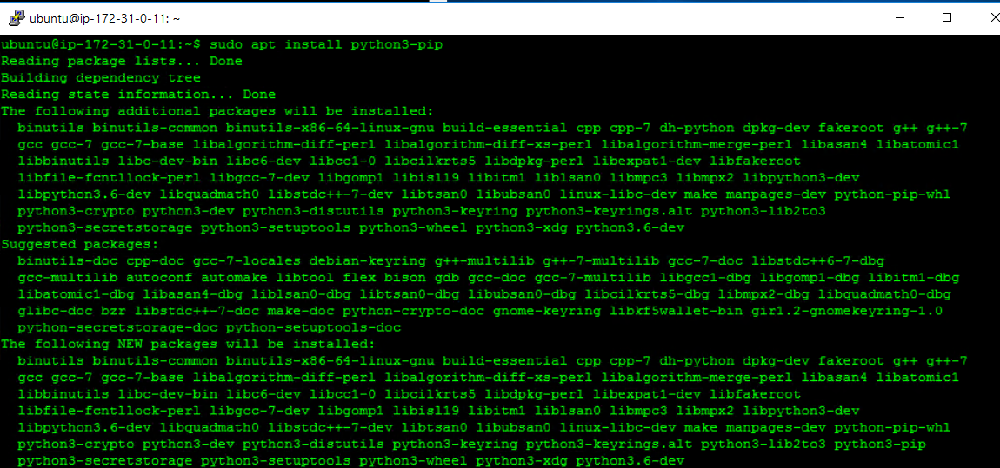 ubuntu@ip-172-31-0-11: ~
ubuntu@ip-172-31-0-11:~$ sudo apt install python3-pip
Reading package lists... Done
Building dependency tree
Reading state information... Done
The following additional packages will be installed:
binutils binutils-common binutils-x86-64-linux-gnu build-essential cpp cpp-7 dh-python dpkg-dev fakeroot g++ g++-7
gcc gcc-7 gcc-7-base libalgorithm-diff-perl libalgorithm-diff-xs-perl libalgorithm-merge-perl libasan4 libatomic1
libbinutils libc-dev-bin libc6-dev libcc1-0 libcilkrts5 libdpkg-perl libexpat1-dev libfakeroot
libfile-fcntllock-perl libgcc-7-dev libgomp1 libisl19 libitm1 liblsan0 libmpc3 libmpx2 libpython3-dev
libpython3.6-dev libquadmath0 libstdc++-7-dev libtsan0 libubsan0 linux-libc-dev make manpages-dev python-pip-whl
python3-crypto python3-dev python3-distutils python3-keyring python3-keyrings.alt python3-lib2to3
python3-secretstorage python3-setuptools python3-wheel python3-xdg python3.6-dev
Suggested packages:
binutils-doc cpp-doc gcc-7-locales debian-keyring g++-multilib g++-7-multilib gcc-7-doc libstdc++6-7-dbg
gcc-multilib autoconf automake libtool flex bison gdb gcc-doc gcc-7-multilib libgcc1-dbg libgomp1-dbg libitm1-dbg
libatomic1-dbg libasan4-dbg liblsan0-dbg libtsan0-dbg libubsan0-dbg libcilkrts5-dbg libmpx2-dbg libquadmath0-dbg
glibc-doc bzr libstdc++-7-doc make-doc python-crypto-doc gnome-keyring libkf5wallet-bin gir1.2-gnomekeyring-1.0
python-secretstorage-doc python-setuptools-doc
The following NEW packages will be installed:
binutils binutils-common binutils-x86-64-linux-gnu build-essential cpp cpp-7 dh-python dpkg-dev fakeroot g++ g++-7
gcc gcc-7 gcc-7-base libalgorithm-diff-perl libalgorithm-diff-xs-perl libalgorithm-merge-perl libasan4 libatomic1
libbinutils libc-dev-bin libc6-dev libcc1-0 libcilkrts5 libdpkg-perl libexpat1-dev libfakeroot
libfile-fcntllock-perl libgcc-7-dev libgomp1 libisl19 libitm1 liblsan0 libmpc3 libmpx2 libpython3-dev
libpython3.6-dev libquadmath0 libstdc++-7-dev libtsan0 libubsan0 linux-libc-dev make manpages-dev python-pip-whl
python3-crypto python3-dev python3-distutils python3-keyring python3-keyrings.alt python3-lib2to3 python3-pip
python3-secretstorage python3-setuptools python3-wheel python3-xdg python3.6-dev